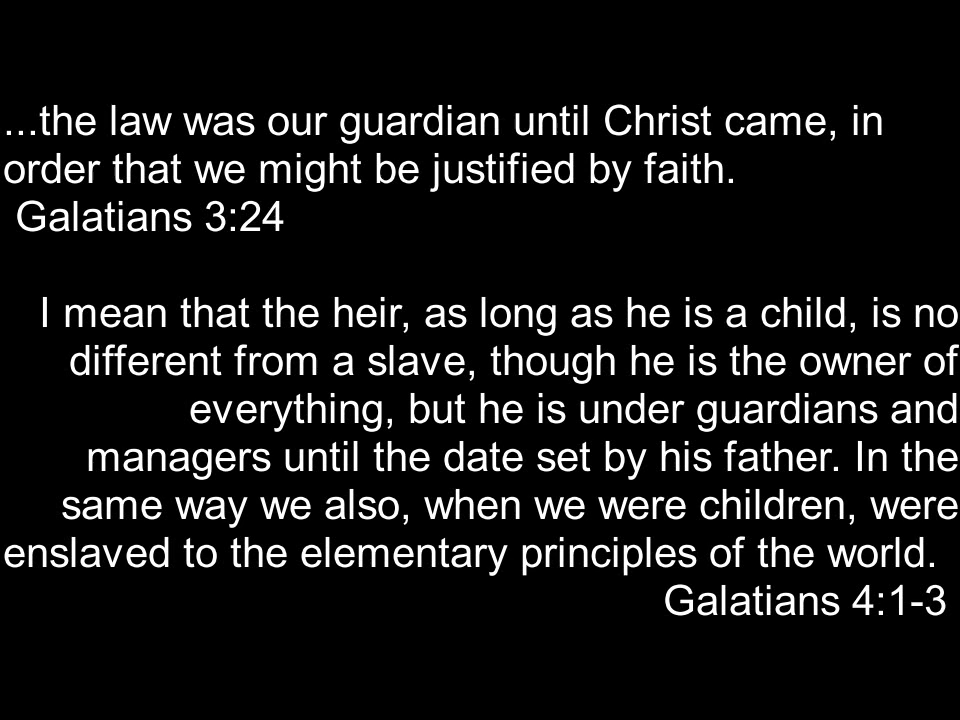 ...the law was our guardian until Christ came, in
order that we might be justified by faith.
Galatians 3:24
I mean that the heir, as long as he is a child, is no
different from a slave, though he is the owner of
everything, but he is under guardians and
managers until the date set by his father. In the
same way we also, when we were children, were
enslaved to the elementary principles of the world.
Galatians 4:1-3